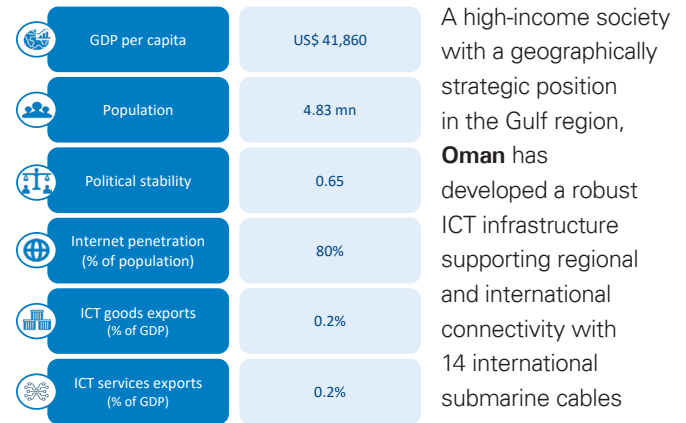 GDP per capita
US$ 41,860
Population
4.83 mn
Political stability
0.65
Internet penetration
(% of population)
80%
ICT goods exports
(% of GDP)
0.2%
ICT services exports
(% of GDP)
0.2%
A high-income society
with a geographically
strategic position
in the Gulf region,
Oman has
developed a robust
ICT infrastructure
supporting regional
and international
connectivity with
14 international
submarine cables